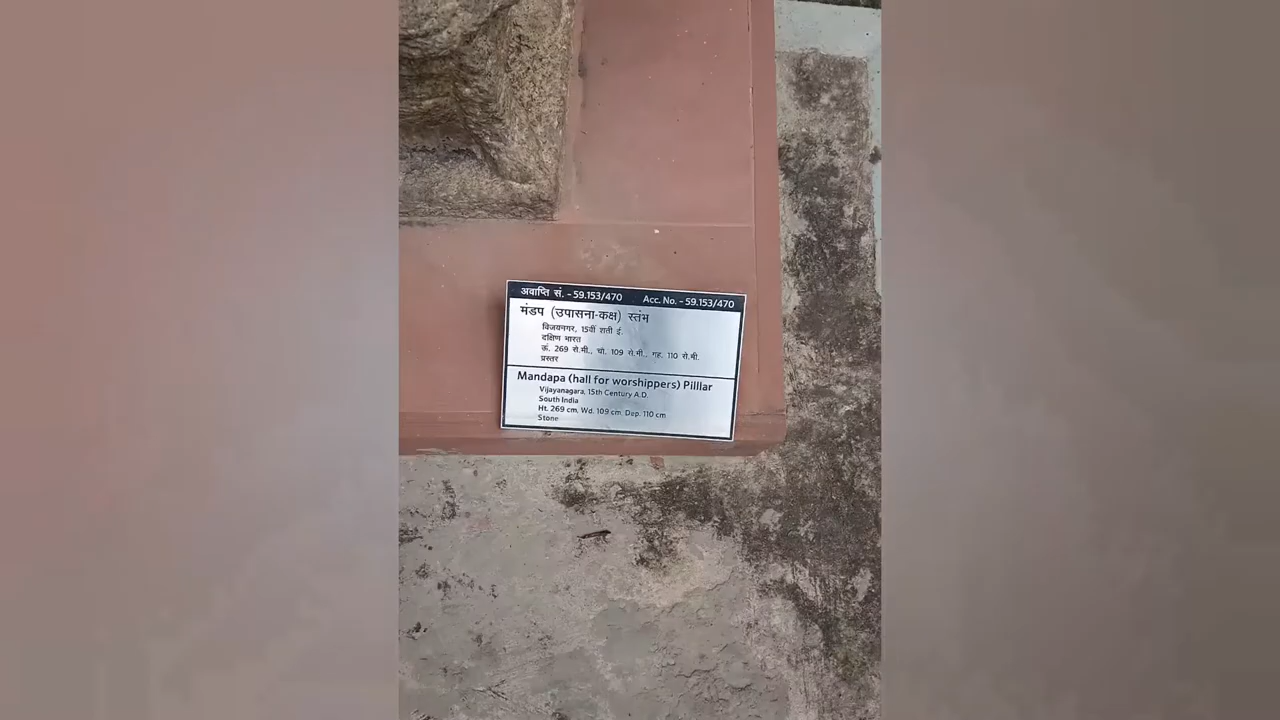 अवाप्ति सं. - 59.153/470 Acc. No. - 59.153/470
मंडप (उपासना-कक्ष) स्तंभ
विजयनगर, 15वीं शती ई.
दक्षिण भारत
ऊं. 269 से.मी., चौ. 109 से.मी., गह. 110 से.मी.
प्रस्तर
Mandapa (hall for worshippers) Pilllar
Vijayanagara, 15th Century A.D.
South India
Ht. 269 cm, Wd. 109 cm, Dep. 110 cm
Stone